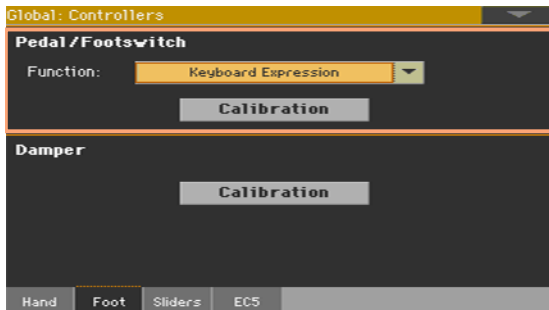 Global: Controllers
Pedal/Footswitch
Function: Keyboard Expression
Calibration
Damper
Calibration
Hand Foot Sliders EC5